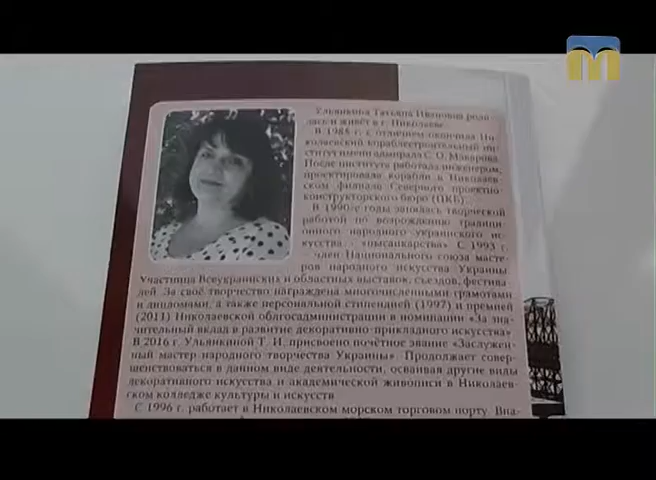 Ульянкина Татьяна Ивановна роди-
лась и живёт в г. Николаеве.
В 1985 г. с отличием окончила Ни-
колаевский кораблестроительный ин-
ститут имени адмирала С. О. Макарова.
После института работала инженером,
проектировала корабли в Николаев-
ском филиале Северного проектно-
конструкторского бюро (ПКБ).
В 1990-е годы занялась творческой
работой по возрождению традици-
онного народного украинского ис-
кусства - «вытинанкарства». С 1993 г.
- член Национального союза масте-
ров народного искусства Украины.
Участница Всеукраинских и областных выставок, съездов, фестива-
лей. За своё творчество награждена многочисленными грамотами
и дипломами, а также персональной стипендией (1997) и премией
(2011) Николаевской облгосадминистрации в номинации «За зна-
чительный вклад в развитие декоративно-прикладного искусства».
В 2016 г. Ульянкиной Т. И. присвоено почётное звание «Заслужен-
ный мастер народного творчества Украины». Продолжает совер-
шенствоваться в данном виде деятельности, осваивая другие виды
декоративного искусства и академической живописи в Николаев-
ском колледже культуры и искусств.
С 1996 г. работает в Николаевском морском торговом порту. Вна-